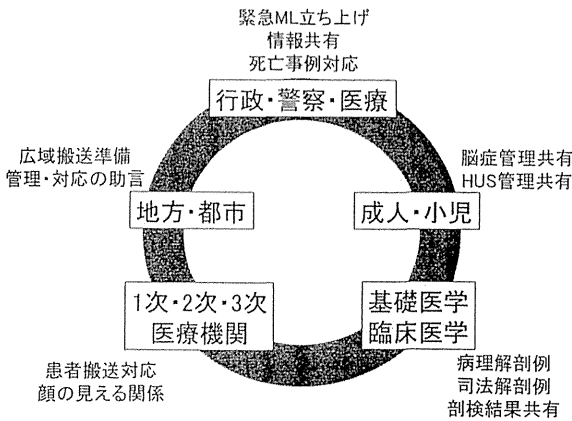 緊急ML立ち上げ
情報共有
死亡事例対応
行政・警察・医療
広域搬送準備
管理・対応の助言
地方・都市
脳症管理共有
HUS管理共有
成人・小児
1次・2次・3次
医療機関
基礎医学
臨床医学
患者搬送対応
顔の見える関係
病理解剖例
司法解剖例
剖検結果共有